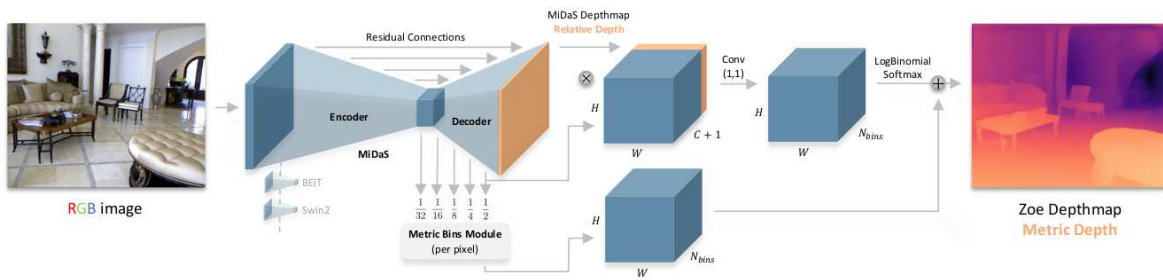 RGB image
Residual Connections
Encoder
Decoder
MiDaS
BEiT
Swin2
1/32 1/16 1/8 1/4 1/2
Metric Bins Module
(per pixel)
MiDaS Depthmap
Relative Depth
×
H
W
C + 1
Conv
(1,1)
H
W
N_bins
LogBinomial
Softmax
+
H
W
N_bins
Zoe Depthmap
Metric Depth